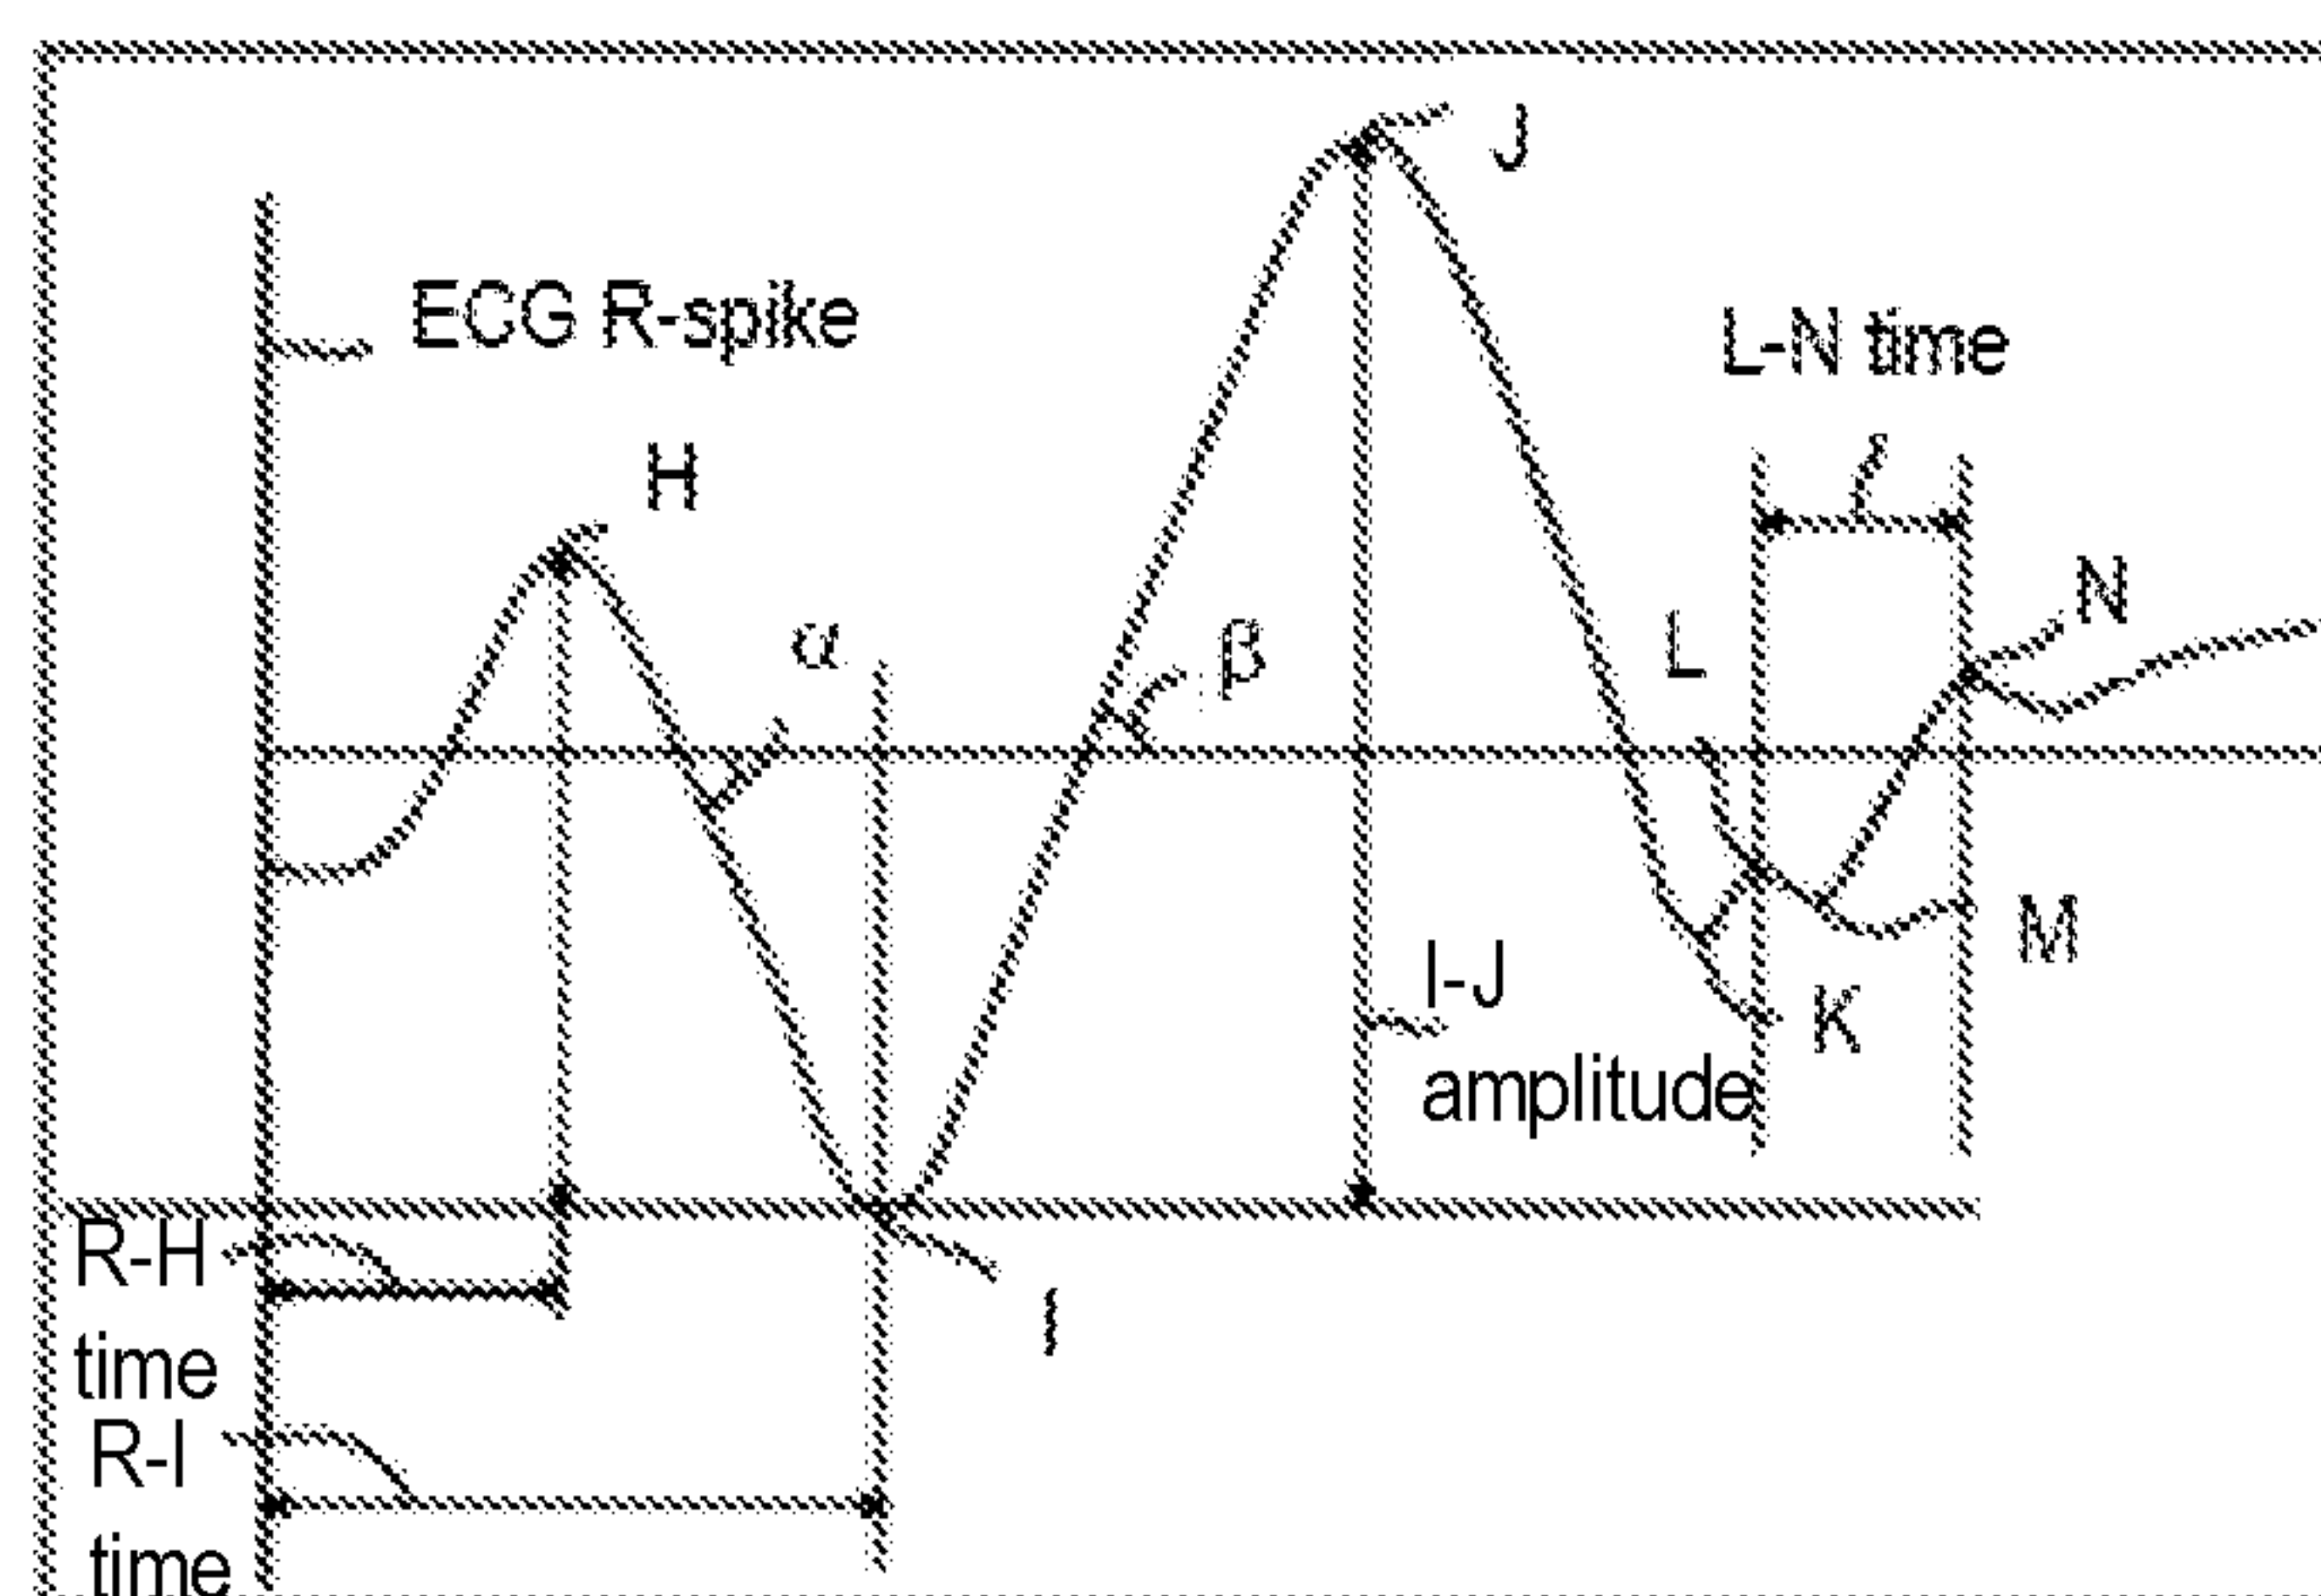 J
ECG R-spike
L-N time
H
N
α
β
L
M
I-J
K
amplitude
R-H
time
I
R-I
time